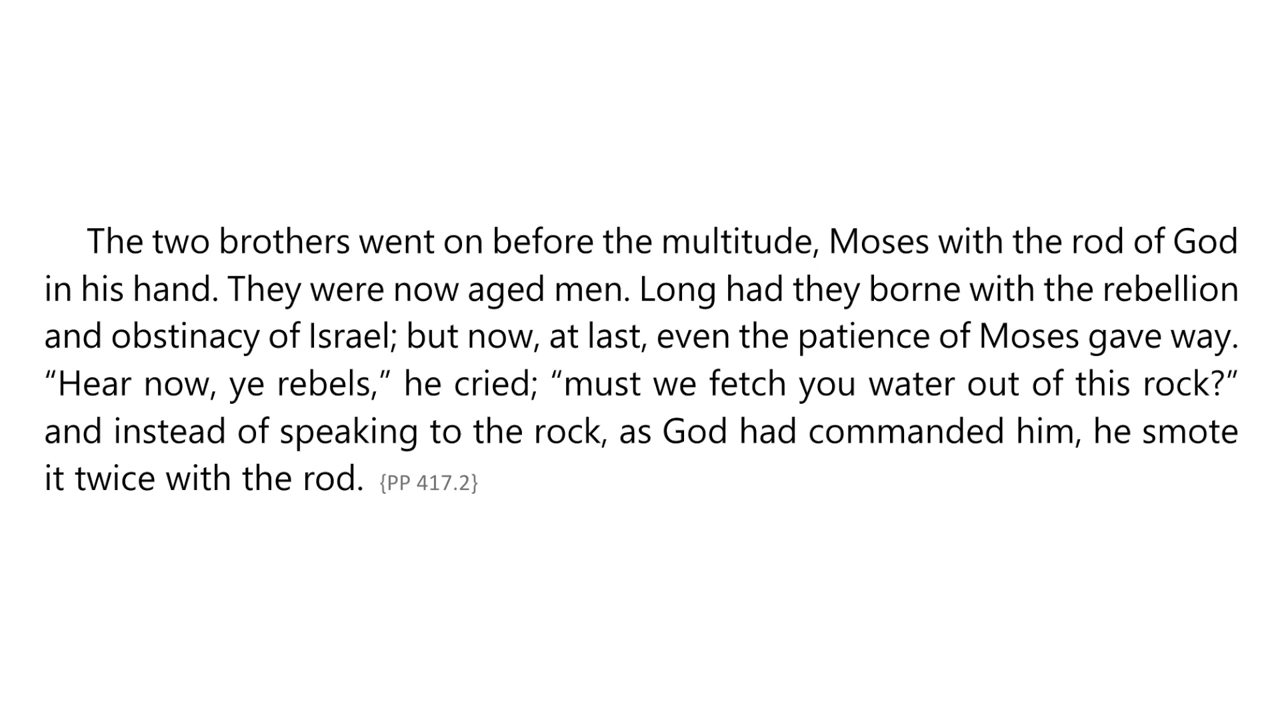 The two brothers went on before the multitude, Moses with the rod of God
in his hand. They were now aged men. Long had they borne with the rebellion
and obstinacy of Israel; but now, at last, even the patience of Moses gave way.
“Hear now, ye rebels,” he cried; “must we fetch you water out of this rock?”
and instead of speaking to the rock, as God had commanded him, he smote
it twice with the rod. {PP 417.2}